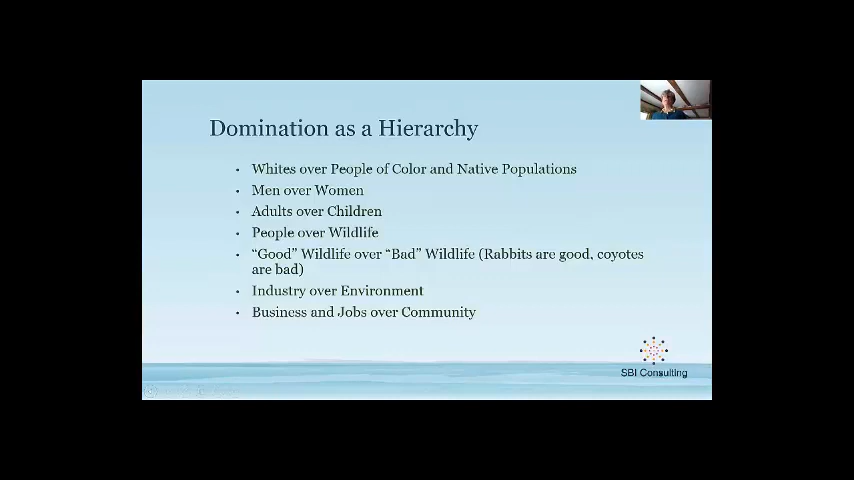 Domination as a Hierarchy
• Whites over People of Color and Native Populations
• Men over Women
• Adults over Children
• People over Wildlife
• “Good” Wildlife over “Bad” Wildlife (Rabbits are good, coyotes
are bad)
• Industry over Environment
• Business and Jobs over Community
SBI Consulting